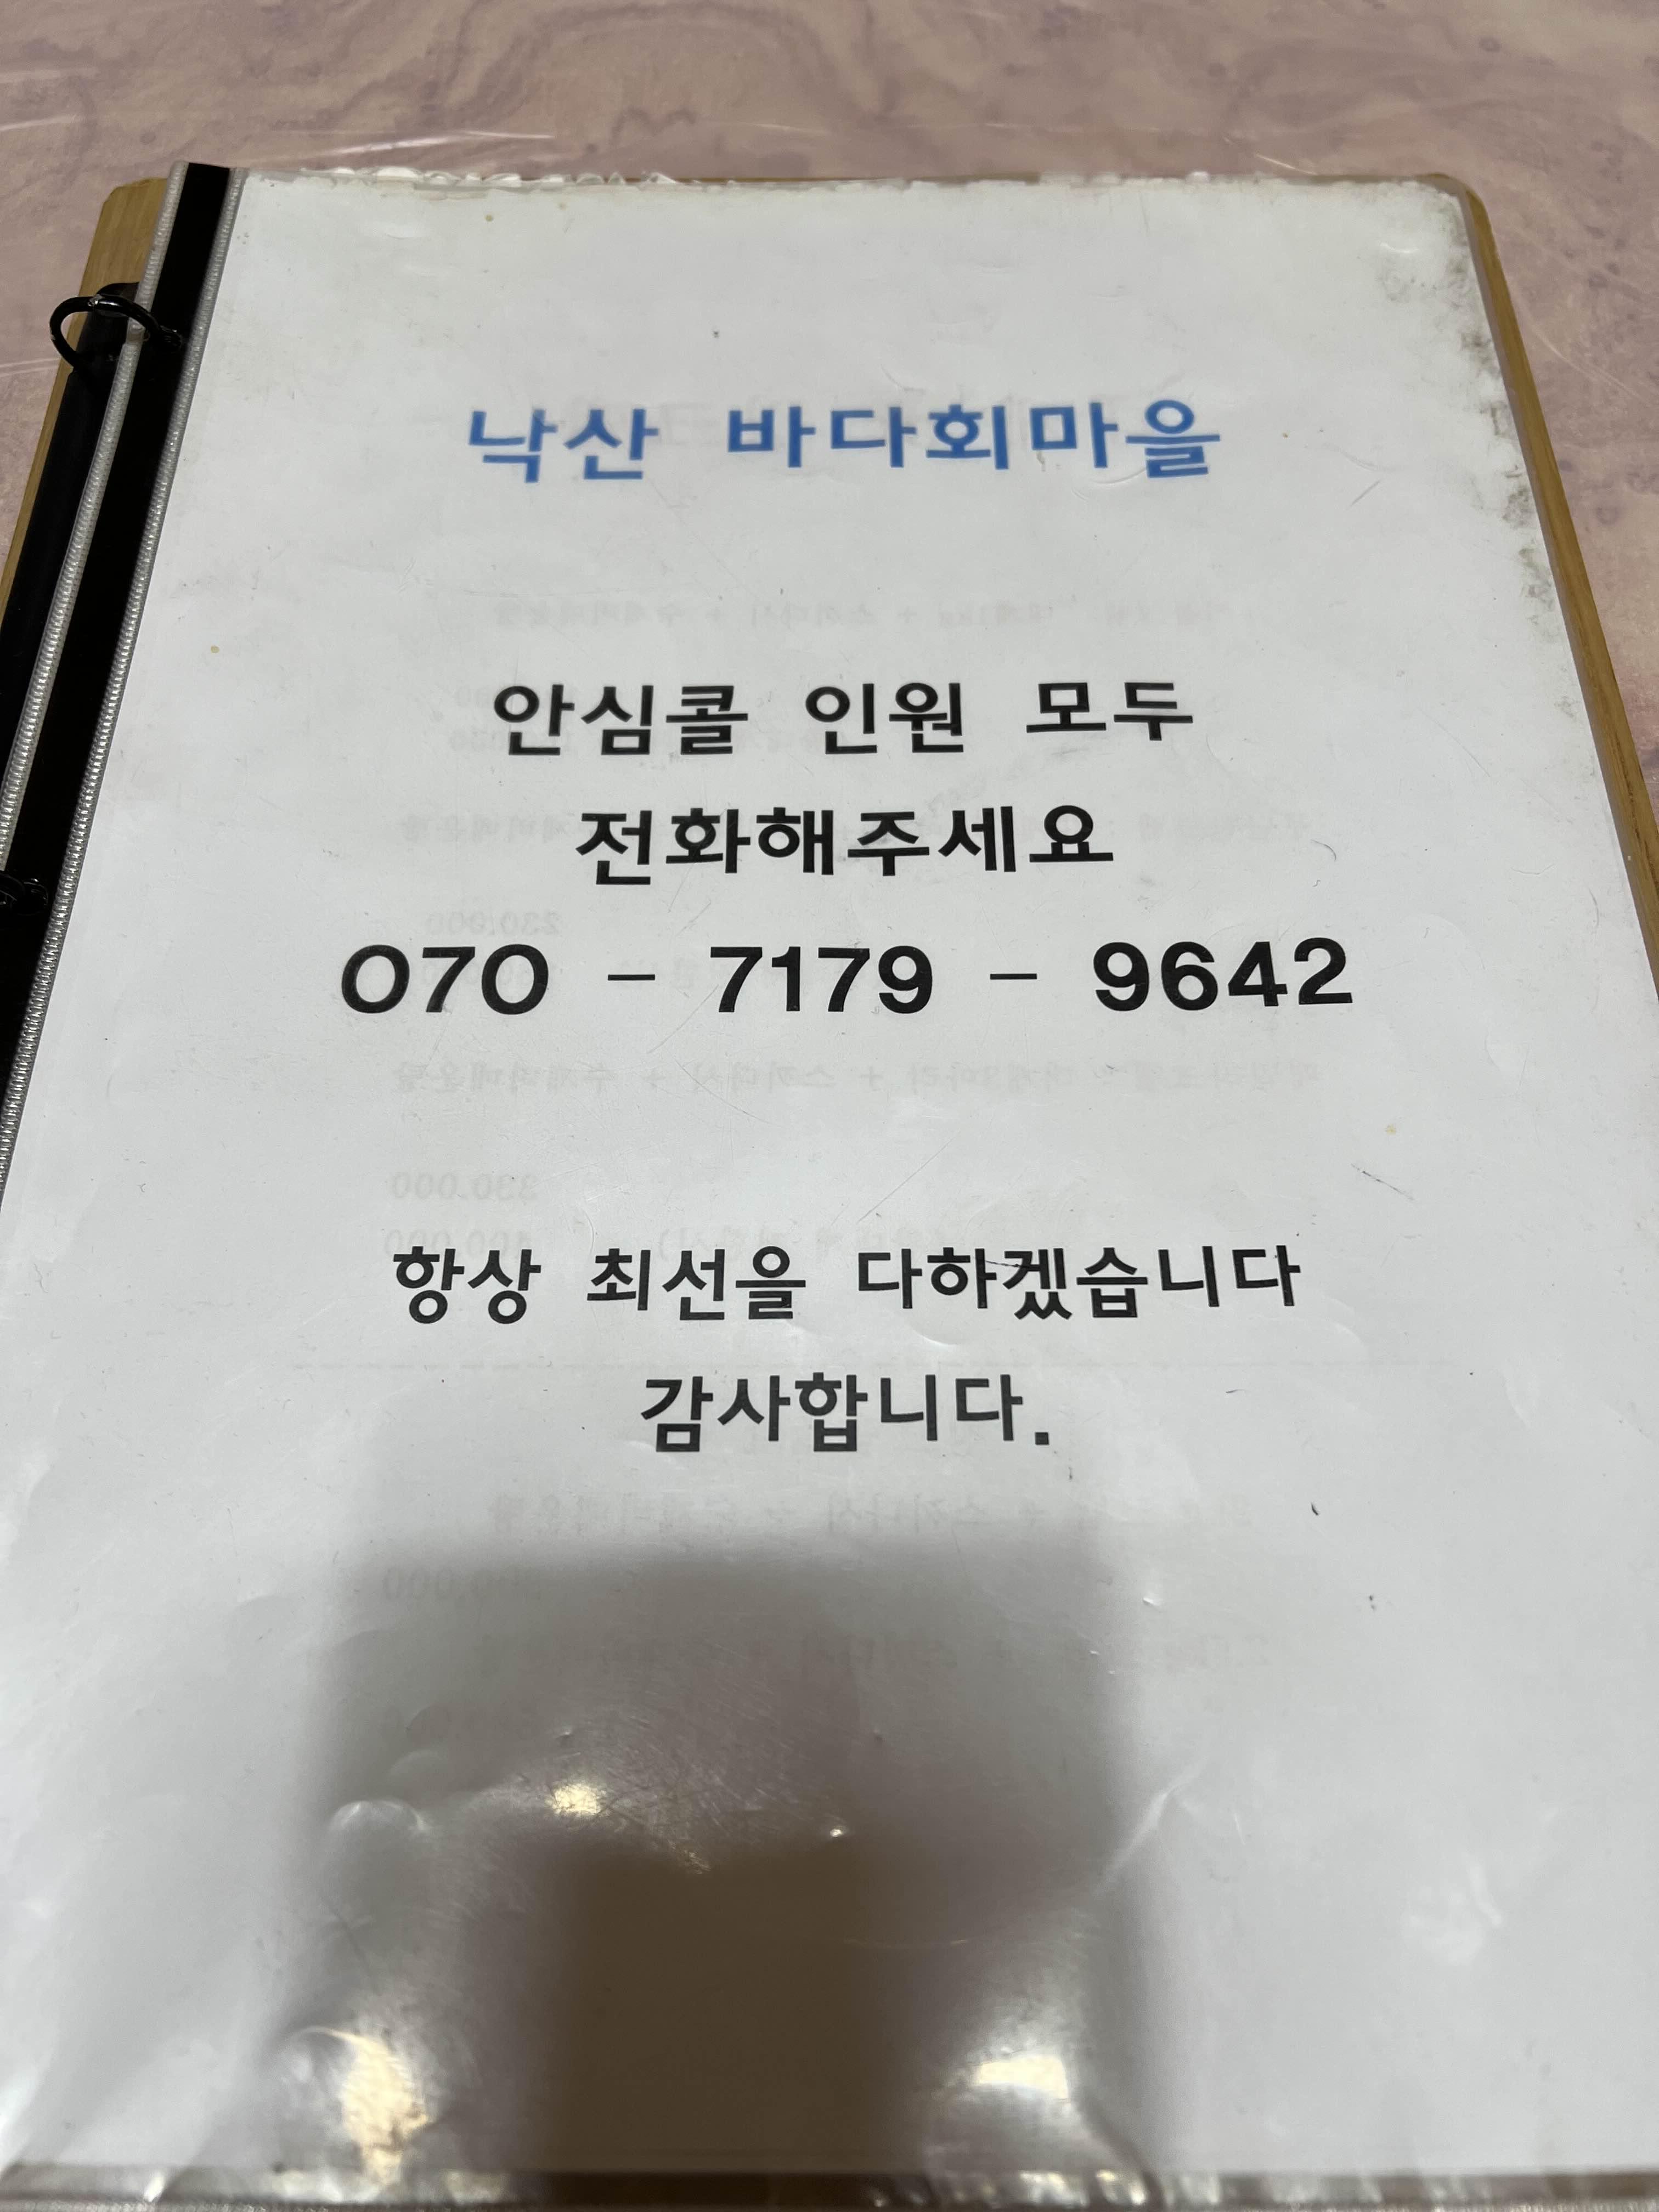 낙산 바다회마을
안심콜 인원 모두
전화해주세요
070 - 7179 - 9642
항상 최선을 다하겠습니다
감사합니다.